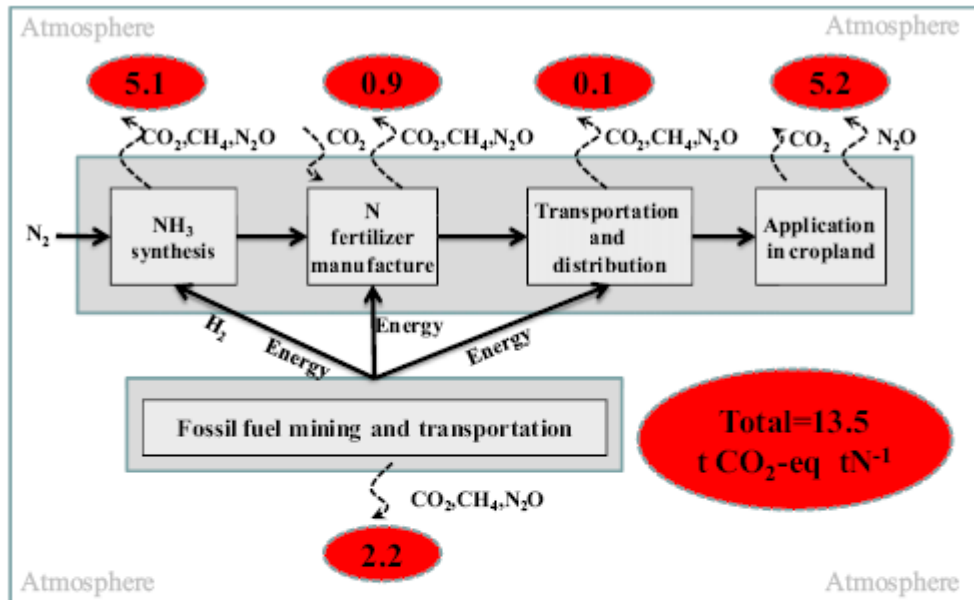 Atmosphere
Atmosphere
5.1
0.9
0.1
5.2
CO₂,CH₄,N₂O
CO₂
CO₂,CH₄,N₂O
CO₂,CH₄,N₂O
CO₂
N₂O
N₂
NH₃
synthesis
N
fertilizer
manufacture
Transportation
and
distribution
Application
in cropland
H₂
Energy
Energy
Energy
Fossil fuel mining and transportation
Total=13.5
t CO₂-eq tN⁻¹
CO₂,CH₄,N₂O
2.2
Atmosphere
Atmosphere